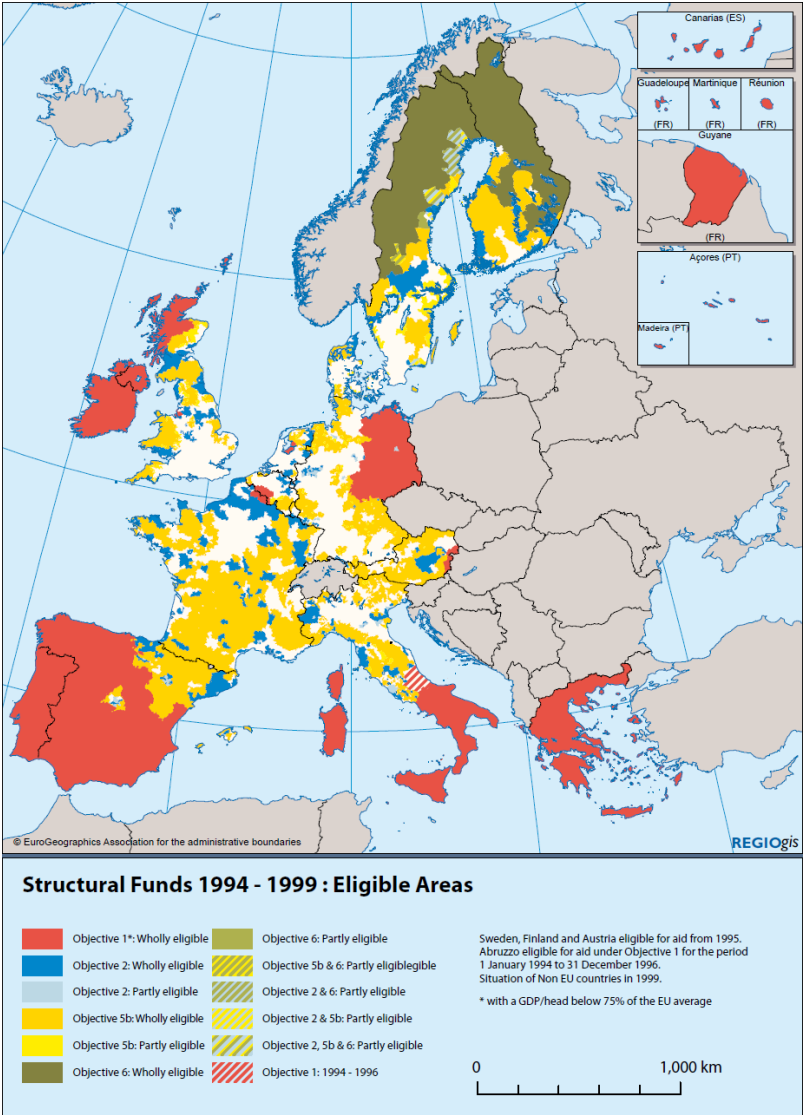 Canarias (ES)
Guadeloupe
Martinique
Réunion
(FR)
(FR)
(FR)
Guyane
(FR)
Açores (PT)
Madeira (PT)
© EuroGeographics Association for the administrative boundaries
REGIOgis
Structural Funds 1994 - 1999 : Eligible Areas
Objective 1*: Wholly eligible
Objective 2: Wholly eligible
Objective 2: Partly eligible
Objective 5b: Wholly eligible
Objective 5b: Partly eligible
Objective 6: Wholly eligible
Objective 6: Partly eligible
Objective 5b & 6: Partly eligiblegible
Objective 2 & 6: Partly eligible
Objective 2 & 5b: Partly eligible
Objective 2, 5b & 6: Partly eligible
Objective 1: 1994 - 1996
Sweden, Finland and Austria eligible for aid from 1995.
Abruzzo eligible for aid under Objective 1 for the period
1 January 1994 to 31 December 1996.
Situation of Non EU countries in 1999.
* with a GDP/head below 75% of the EU average
0
1,000 km